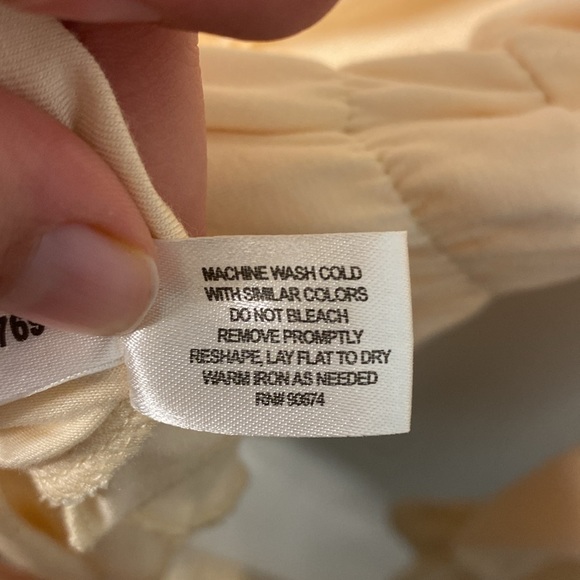 MACHINE WASH COLD
WITH SIMILAR COLORS
DO NOT BLEACH
REMOVE PROMPTLY
RESHAPE, LAY FLAT TO DRY
WARM IRON AS NEEDED
RN# 90674